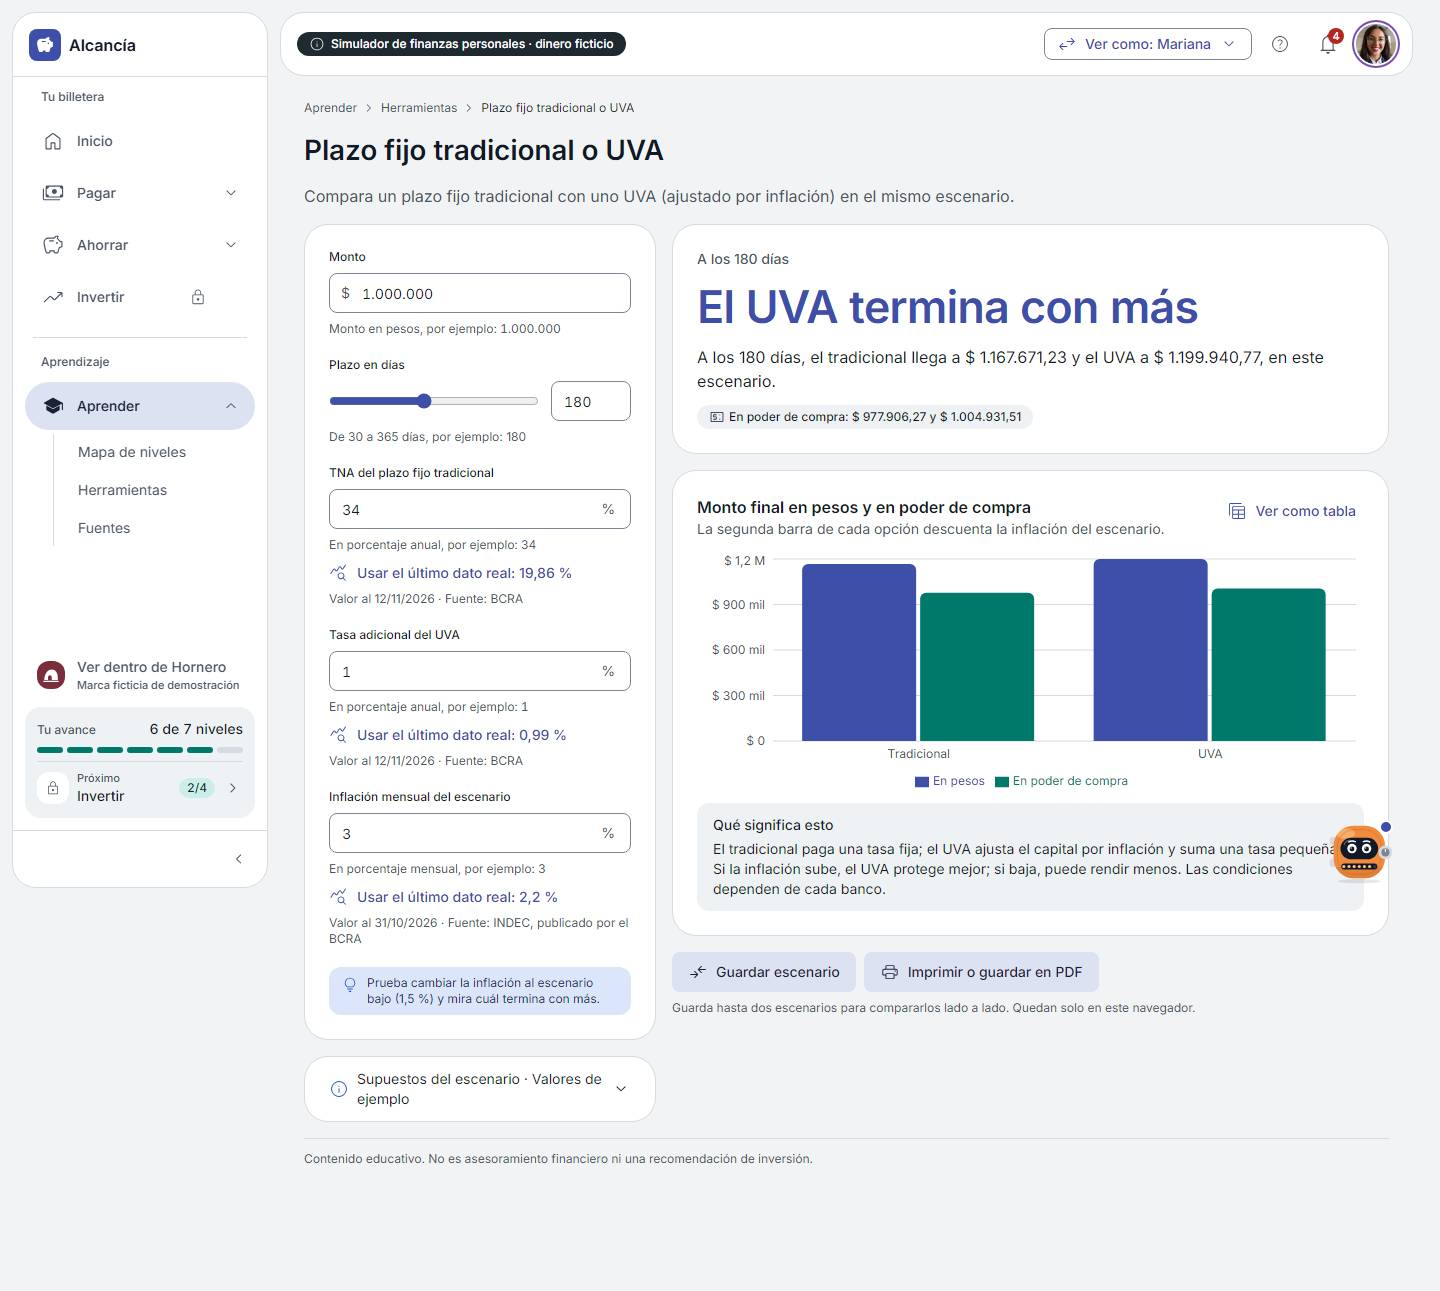 Alcancía
Simulador de finanzas personales · dinero ficticio
Ver como: Mariana
4
Tu billetera
Inicio
Pagar
Ahorrar
Invertir
Aprendizaje
Aprender
Mapa de niveles
Herramientas
Fuentes
Ver dentro de Hornero
Marca ficticia de demostración
Tu avance
6 de 7 niveles
Próximo
Invertir
2/4
Aprender > Herramientas > Plazo fijo tradicional o UVA
Plazo fijo tradicional o UVA
Compara un plazo fijo tradicional con uno UVA (ajustado por inflación) en el mismo escenario.
Monto
$ 1.000.000
Monto en pesos, por ejemplo: 1.000.000
Plazo en días
180
De 30 a 365 días, por ejemplo: 180
TNA del plazo fijo tradicional
34 %
En porcentaje anual, por ejemplo: 34
Usar el último dato real: 19,86 %
Valor al 12/11/2026 · Fuente: BCRA
Tasa adicional del UVA
1 %
En porcentaje anual, por ejemplo: 1
Usar el último dato real: 0,99 %
Valor al 12/11/2026 · Fuente: BCRA
Inflación mensual del escenario
3 %
En porcentaje mensual, por ejemplo: 3
Usar el último dato real: 2,2 %
Valor al 31/10/2026 · Fuente: INDEC, publicado por el
BCRA
Prueba cambiar la inflación al escenario
bajo (1,5 %) y mira cuál termina con más.
Supuestos del escenario · Valores de
ejemplo
A los 180 días
El UVA termina con más
A los 180 días, el tradicional llega a $ 1.167.671,23 y el UVA a $ 1.199.940,77, en este
escenario.
En poder de compra: $ 977.906,27 y $ 1.004.931,51
Monto final en pesos y en poder de compra
La segunda barra de cada opción descuenta la inflación del escenario.
Ver como tabla
$ 1,2 M
$ 900 mil
$ 600 mil
$ 300 mil
$ 0
Tradicional
UVA
En pesos
En poder de compra
Qué significa esto
El tradicional paga una tasa fija; el UVA ajusta el capital por inflación y suma una tasa pequeña
Si la inflación sube, el UVA protege mejor; si baja, puede rendir menos. Las condiciones
dependen de cada banco.
Guardar escenario
Imprimir o guardar en PDF
Guarda hasta dos escenarios para compararlos lado a lado. Quedan solo en este navegador.
Contenido educativo. No es asesoramiento financiero ni una recomendación de inversión.